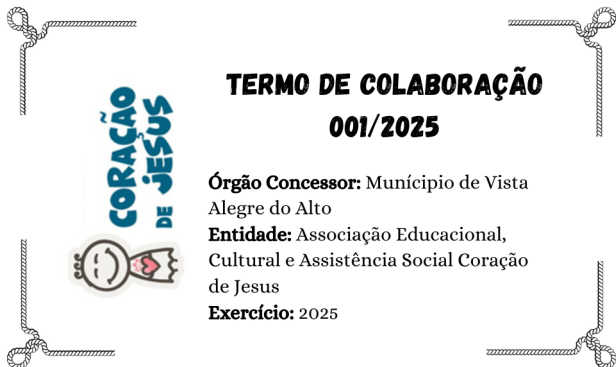 CORAÇÃO
DE JESUS
TERMO DE COLABORAÇÃO
001/2025
Órgão Concessor: Munícipio de Vista
Alegre do Alto
Entidade: Associação Educacional,
Cultural e Assistência Social Coração
de Jesus
Exercício: 2025